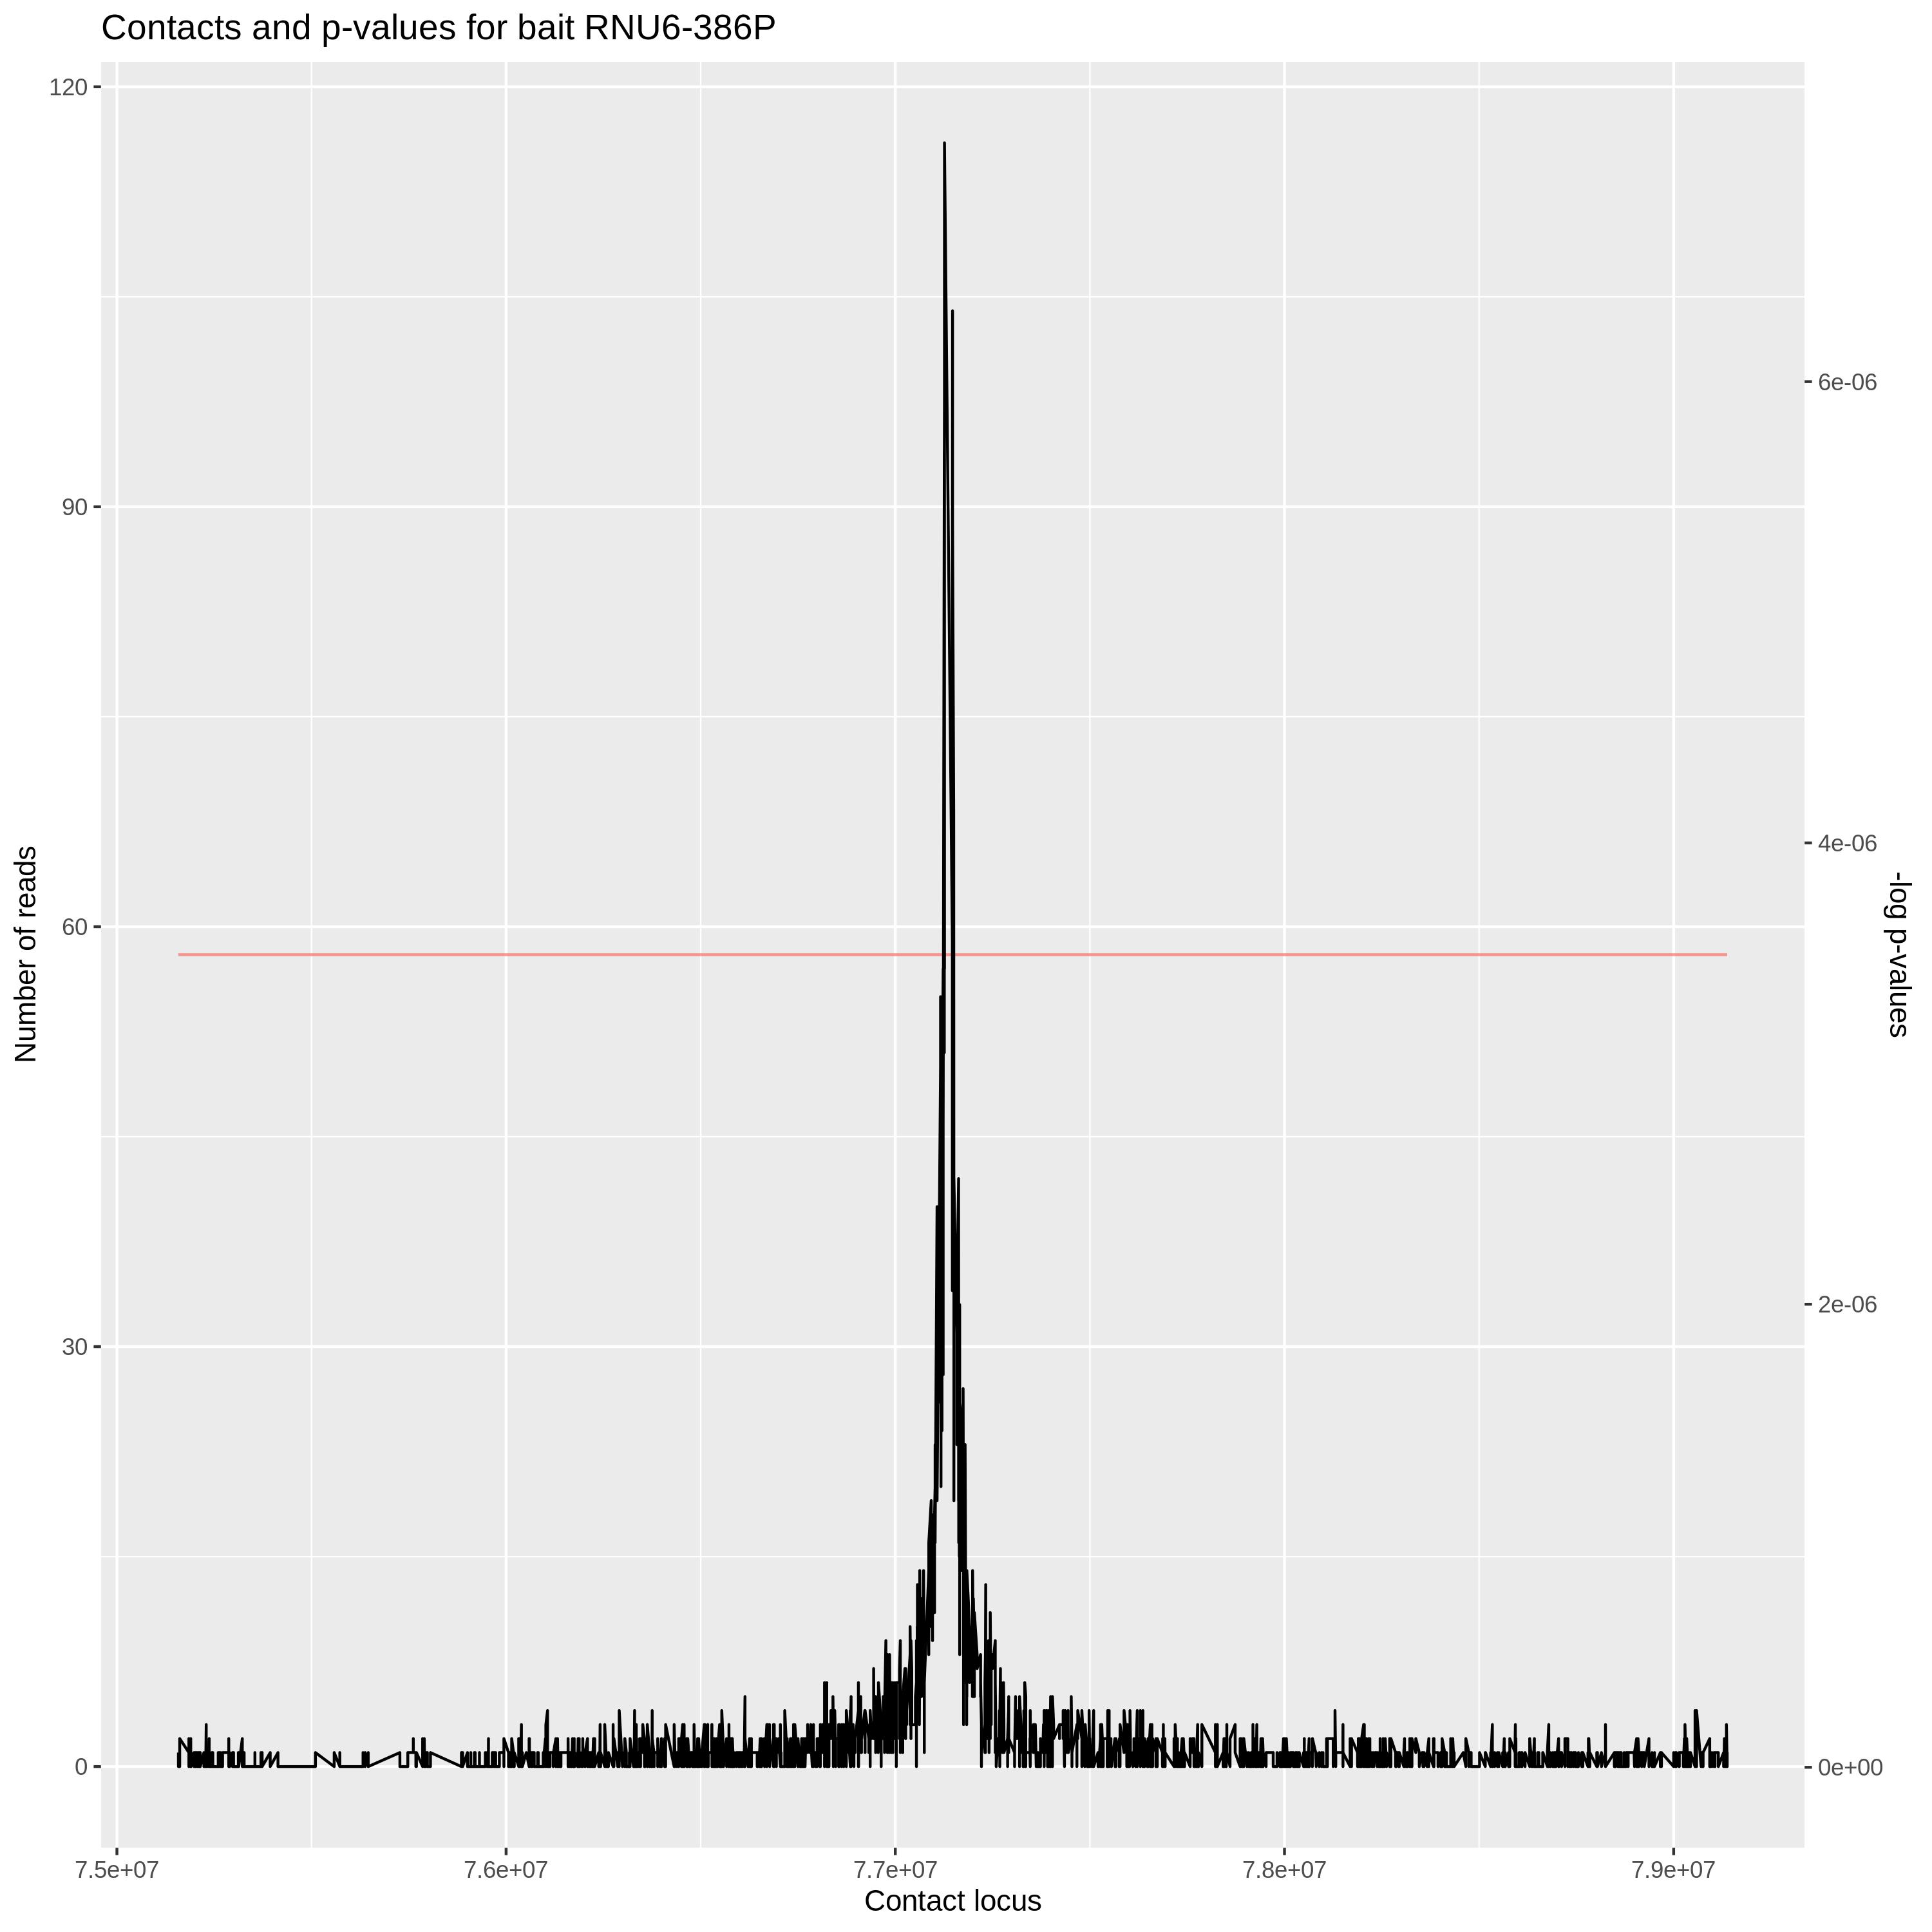 Contacts and p-values for bait RNU6-386P
120
90
60
30
0
Number of reads
6e-06
4e-06
2e-06
0e+00
-log p-values
7.5e+07
7.6e+07
7.7e+07
7.8e+07
7.9e+07
Contact locus